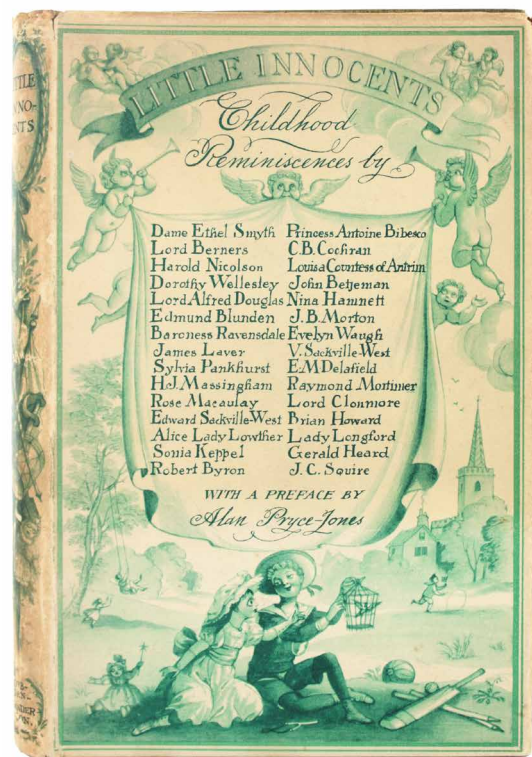 LITTLE INNOCENTS
Childhood
Reminiscences by
Dame Ethel Smyth
Lord Berners
Harold Nicolson
Dorothy Wellesley
Lord Alfred Douglas
Edmund Blunden
Baroness Ravensdale
James Laver
Sylvia Pankhurst
H.J. Massingham
Rose Macaulay
Edward Sackville-West
Alice Lady Lowther
Sonia Keppel
Robert Byron
Princess Antoine Bibesco
C.B. Cochran
Louisa Countess of Antrim
John Betjeman
Nina Hamnett
J.B. Morton
Evelyn Waugh
V. Sackville-West
E.M Delafield
Raymond Mortimer
Lord Clonmore
Brian Howard
Lady Longford
Gerald Heard
J.C. Squire
WITH A PREFACE BY
Alan Pryce-Jones